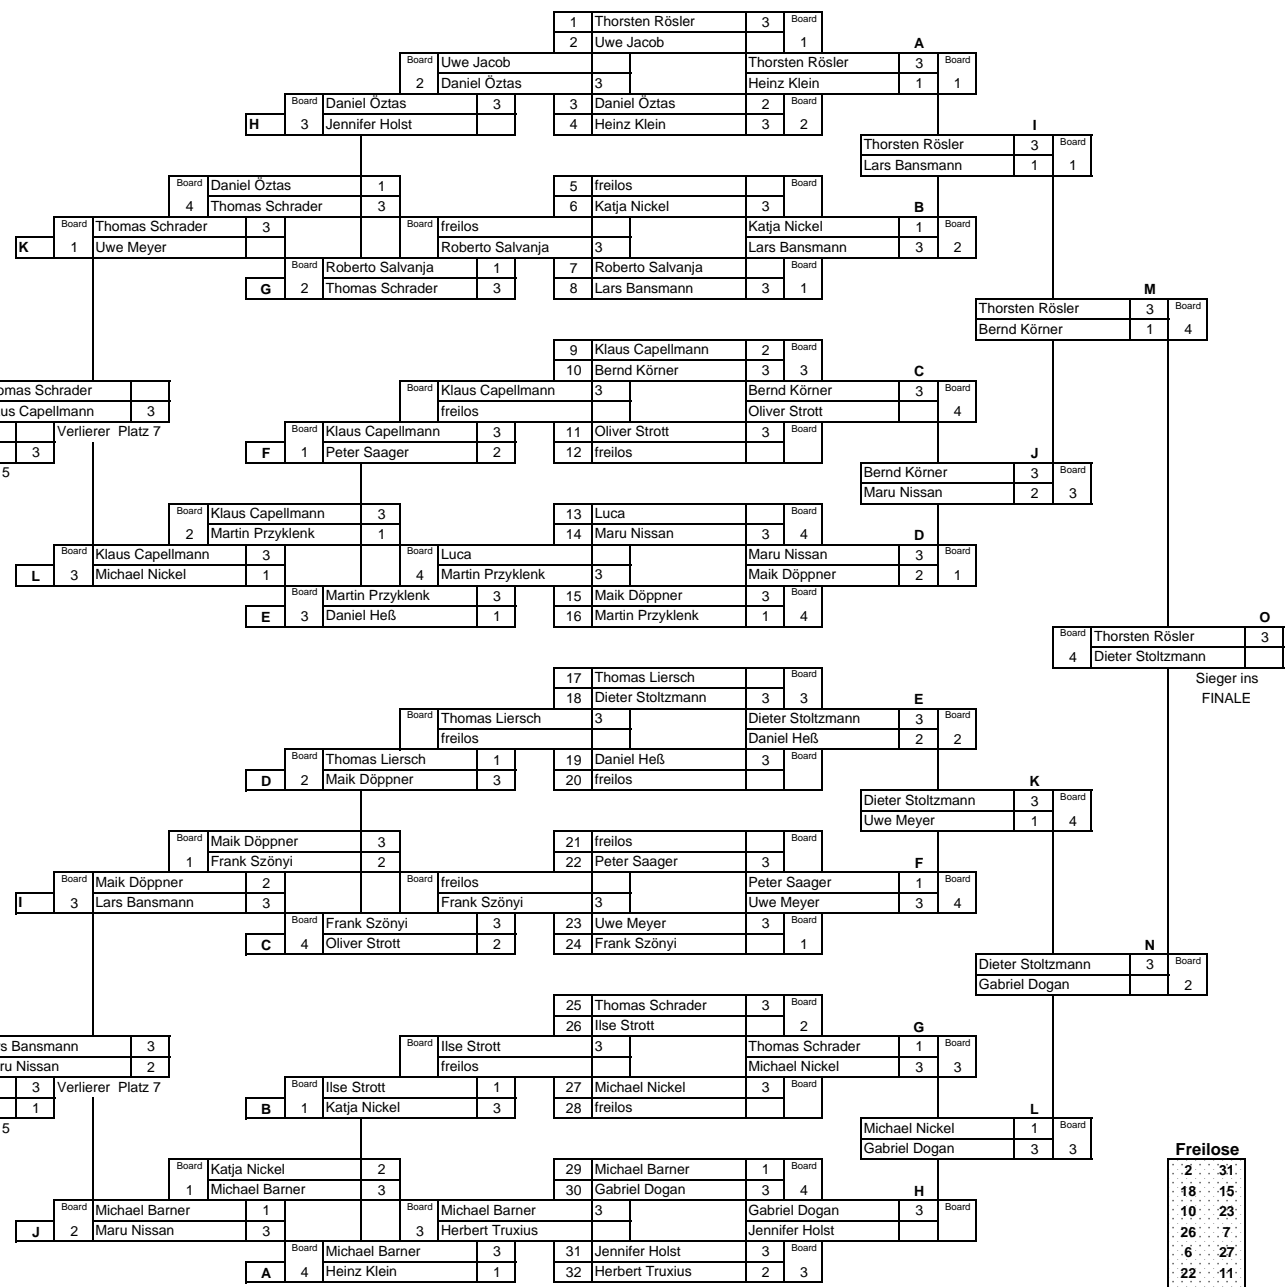 1 Thorsten Rösler 3 Board
2 Uwe Jacob 1 A
Board Uwe Jacob Thorsten Rösler 3 Board
2 Daniel Öztas 3 Heinz Klein 1 1
Board Daniel Öztas 3 3 Daniel Öztas 2 Board
H 3 Jennifer Holst 4 Heinz Klein 3 2 I
Thorsten Rösler 3 Board
Lars Bansmann 1 1
Board Daniel Öztas 1 5 freilos Board
4 Thomas Schrader 3 6 Katja Nickel 3 B
Board Thomas Schrader 3 Board freilos Katja Nickel 1 Board
K 1 Uwe Meyer Roberto Salvanja 3 Lars Bansmann 3 2
Board Roberto Salvanja 1 7 Roberto Salvanja Board
G 2 Thomas Schrader 3 8 Lars Bansmann 3 1 M
Thorsten Rösler 3 Board
Bernd Körner 1 4
9 Klaus Capellmann 2 Board
10 Bernd Körner 3 3 C
omas Schrader Board Klaus Capellmann 3 Bernd Körner 3 Board
us Capellmann 3 freilos Oliver Strott 4
Verlierer Platz 7 Board Klaus Capellmann 3 11 Oliver Strott 3 Board
3 F 1 Peter Saager 2 12 freilos J
5 Bernd Körner 3 Board
Maru Nissan 2 3
Board Klaus Capellmann 3 13 Luca Board
2 Martin Przyklenk 1 14 Maru Nissan 3 4 D
Board Klaus Capellmann 3 Board Luca Maru Nissan 3 Board
L 3 Michael Nickel 1 4 Martin Przyklenk 3 Maik Döppner 2 1
Board Martin Przyklenk 3 15 Maik Döppner 3 Board
E 3 Daniel Heß 1 16 Martin Przyklenk 1 4 O
Board Thorsten Rösler 3
4 Dieter Stoltzmann
17 Thomas Liersch Board Sieger ins
18 Dieter Stoltzmann 3 3 E FINALE
Board Thomas Liersch 3 Dieter Stoltzmann 3 Board
freilos Daniel Heß 2 2
Board Thomas Liersch 1 19 Daniel Heß 3 Board
D 2 Maik Döppner 3 20 freilos K
Dieter Stoltzmann 3 Board
Uwe Meyer 1 4
Board Maik Döppner 3 21 freilos Board
1 Frank Szönyi 2 22 Peter Saager 3 F
Board Maik Döppner 2 Board freilos Peter Saager 1 Board
I 3 Lars Bansmann 3 Frank Szönyi 3 Uwe Meyer 3 4
Board Frank Szönyi 3 23 Uwe Meyer 3 Board
C 4 Oliver Strott 2 24 Frank Szönyi 1 N
Dieter Stoltzmann 3 Board
Gabriel Dogan 2
25 Thomas Schrader 3 Board
26 Ilse Strott 2 G
s Bansmann 3 Board Ilse Strott 3 Thomas Schrader 1 Board
ru Nissan 2 freilos Michael Nickel 3 3
3 Verlierer Platz 7 Board Ilse Strott 1 27 Michael Nickel 3 Board
1 B 1 Katja Nickel 3 28 freilos L
5 Michael Nickel 1 Board
Gabriel Dogan 3 3 Freilose
Board Katja Nickel 2 29 Michael Barner 1 Board 2 31
1 Michael Barner 3 30 Gabriel Dogan 3 4 H 18 15
Board Michael Barner 1 Board Michael Barner 3 Gabriel Dogan 3 Board 10 23
J 2 Maru Nissan 3 3 Herbert Truxius Jennifer Holst 26 7
Board Michael Barner 3 31 Jennifer Holst 3 Board 6 27
A 4 Heinz Klein 1 32 Herbert Truxius 2 3 22 11